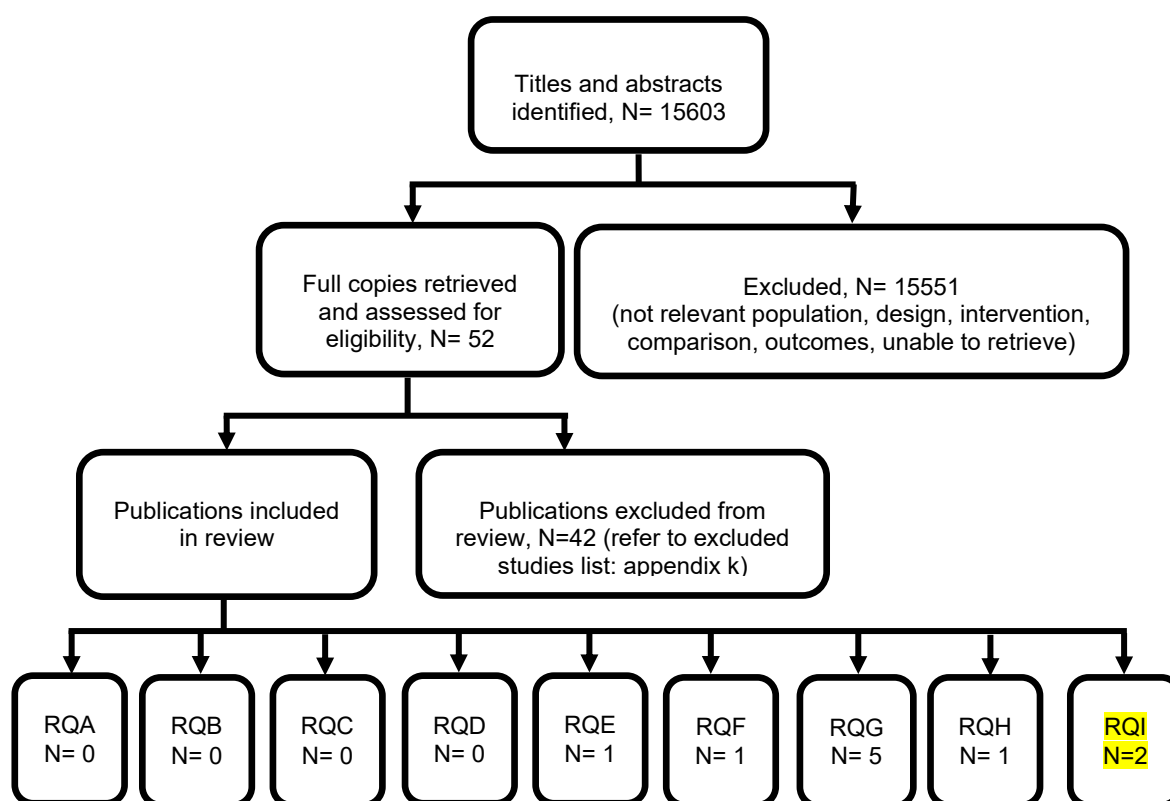 Titles and abstracts
identified, N= 15603
Full copies retrieved
and assessed for
eligibility, N= 52
Excluded, N= 15551
(not relevant population, design, intervention,
comparison, outcomes, unable to retrieve)
Publications included
in review
Publications excluded from
review, N=42 (refer to excluded
studies list: appendix k)
RQA
N= 0
RQB
N= 0
RQC
N= 0
RQD
N= 0
RQE
N= 1
RQF
N= 1
RQG
N= 5
RQH
N= 1
RQI
N=2